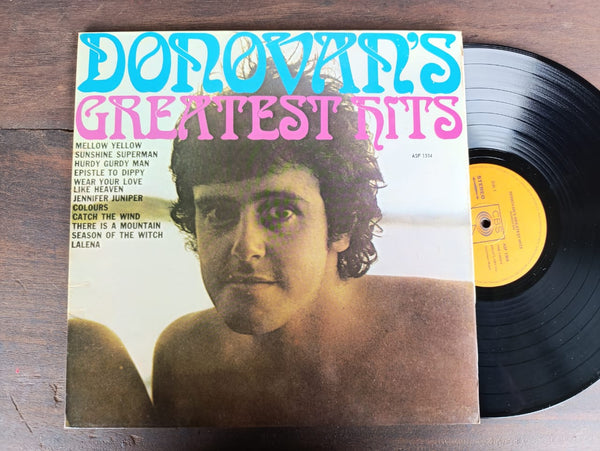 DONOVAN'S
GREATEST HITS
MELLOW YELLOW
SUNSHINE SUPERMAN
HURDY GURDY MAN
EPISTLE TO DIPPY
WEAR YOUR LOVE
LIKE HEAVEN
JENNIFER JUNIPER
COLOURS
CATCH THE WIND
THERE IS A MOUNTAIN
SEASON OF THE WITCH
LALENA
ASF 1314
STEREO
CBS